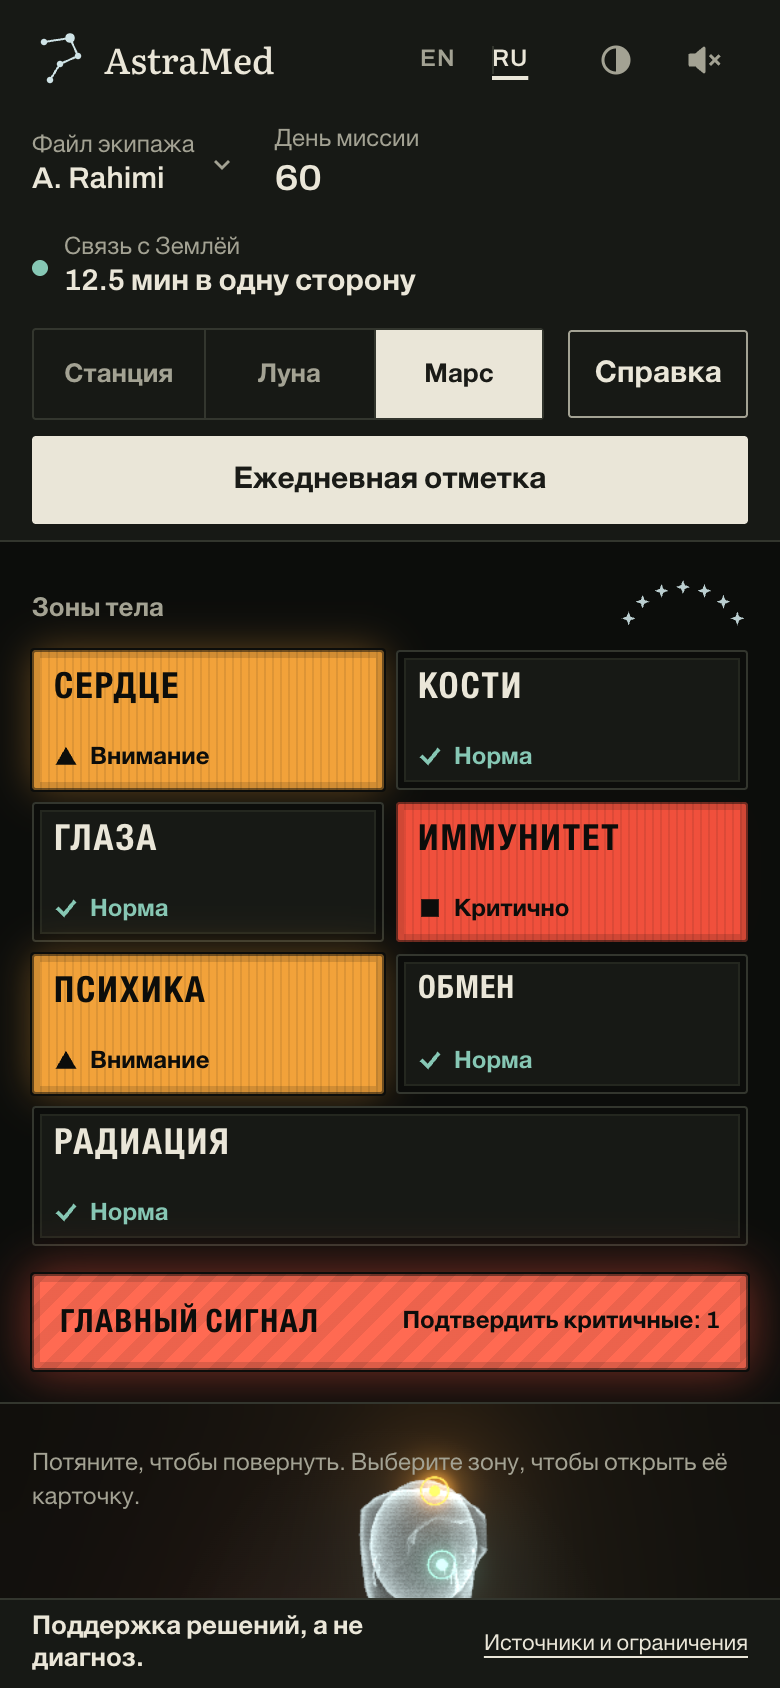 AstraMed
EN
RU
Файл экипажа
A. Rahimi
День миссии
60
Связь с Землёй
12.5 мин в одну сторону
Станция
Луна
Марс
Справка
Ежедневная отметка
Зоны тела
СЕРДЦЕ
Внимание
КОСТИ
Норма
ГЛАЗА
Норма
ИММУНИТЕТ
Критично
ПСИХИКА
Внимание
ОБМЕН
Норма
РАДИАЦИЯ
Норма
ГЛАВНЫЙ СИГНАЛ
Подтвердить критичные: 1
Потяните, чтобы повернуть. Выберите зону, чтобы открыть её
карточку.
Поддержка решений, а не
диагноз.
Источники и ограничения